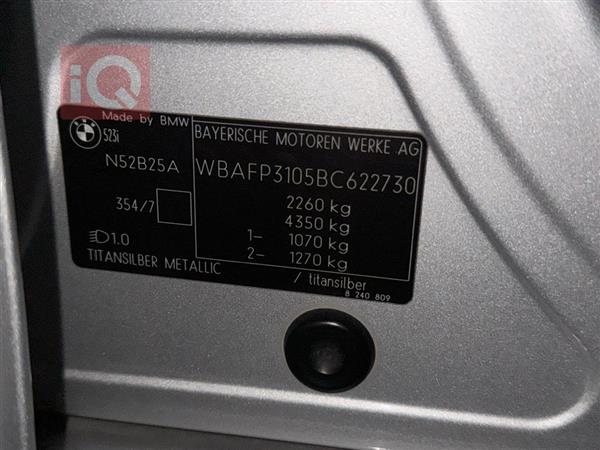 iQ
Made by BMW
BMW
523i
BAYERISCHE MOTOREN WERKE AG
N52B25A
WBAFP3105BC622730
2260 kg
354/7
4350 kg
1– 1070 kg
1.0
2– 1270 kg
TITANSILBER METALLIC / titansilber
8 240 809